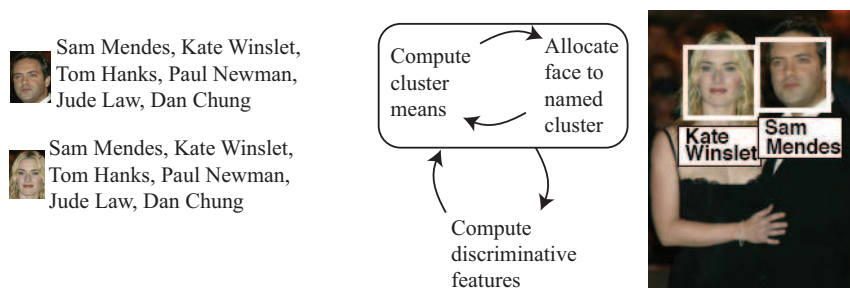 Sam Mendes, Kate Winslet,
Tom Hanks, Paul Newman,
Jude Law, Dan Chung
Sam Mendes, Kate Winslet,
Tom Hanks, Paul Newman,
Jude Law, Dan Chung
Compute
cluster
means
Allocate
face to
named
cluster
Compute
discriminative
features
Kate
Winslet
Sam
Mendes